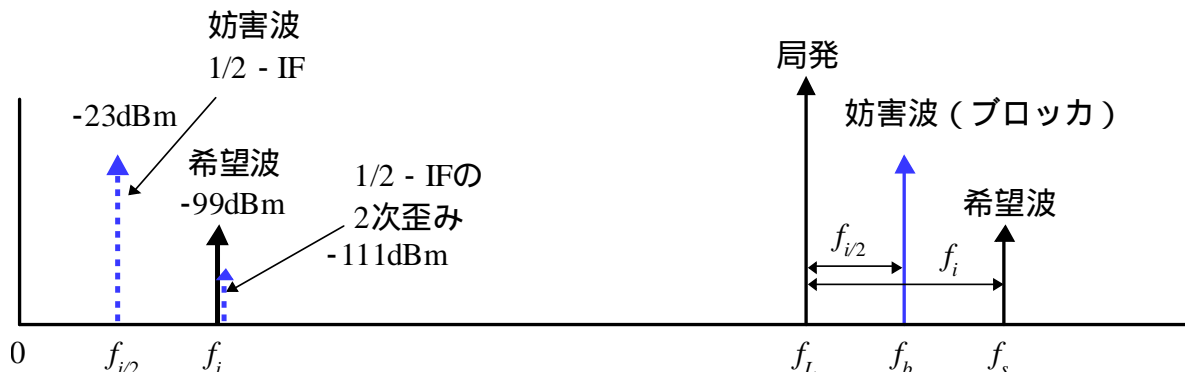 妨害波
1/2 - IF
-23dBm
希望波
-99dBm
1/2 - IFの
2次歪み
-111dBm
局発
妨害波(ブロッカ)
希望波
f_{i/2}
f_i
0
f_{i/2}
f_i
f_L
f_b
f_s